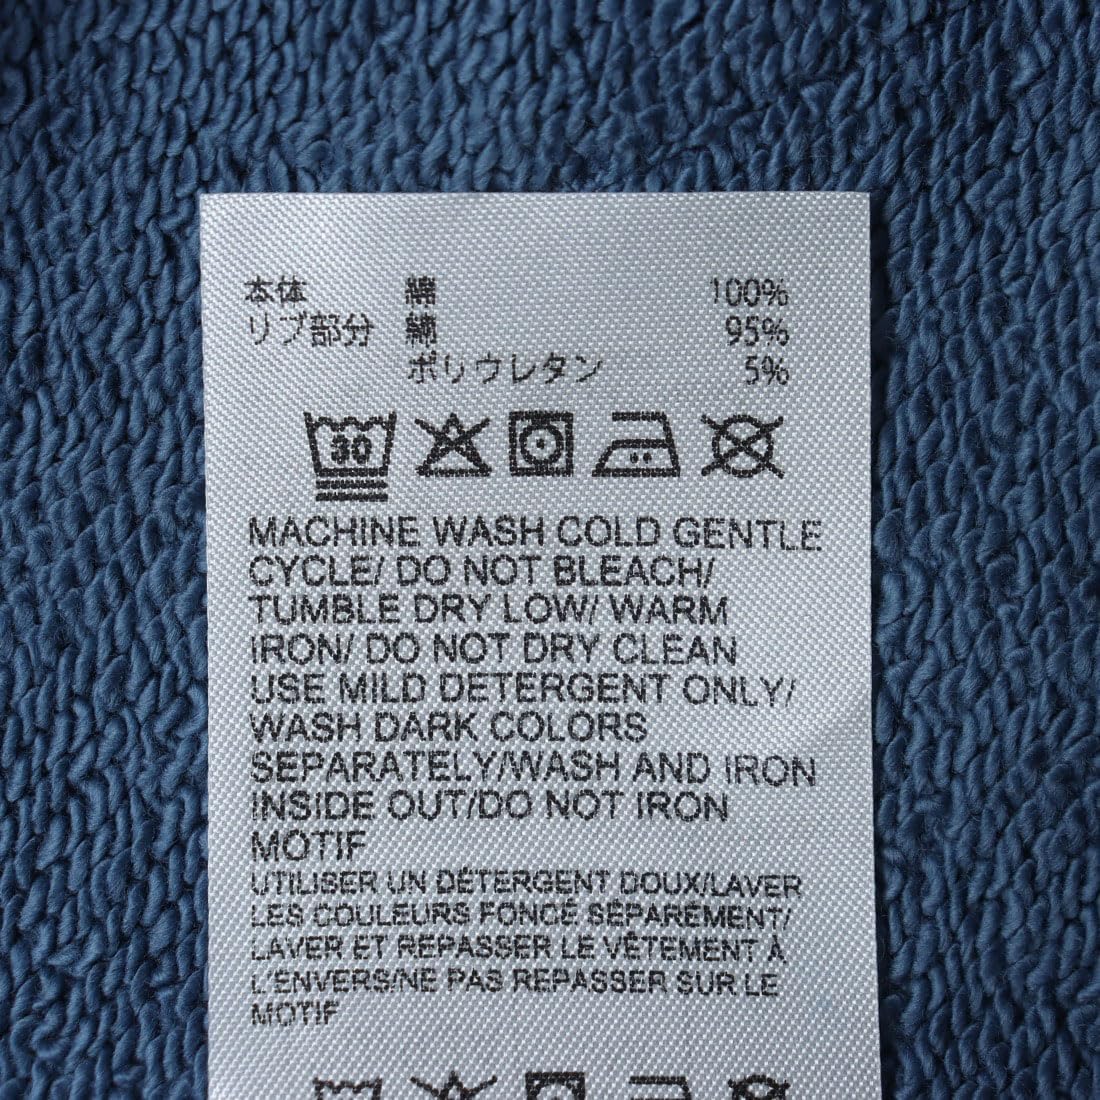 本体 綿 100%
リブ部分 綿 95%
ポリウレタン 5%
30
MACHINE WASH COLD GENTLE
CYCLE/ DO NOT BLEACH/
TUMBLE DRY LOW/ WARM
IRON/ DO NOT DRY CLEAN
USE MILD DETERGENT ONLY/
WASH DARK COLORS
SEPARATELY/WASH AND IRON
INSIDE OUT/DO NOT IRON
MOTIF
UTILISER UN DÉTERGENT DOUX/LAVER
LES COULEURS FONCÉ SÉPARÉMENT/
LAVER ET REPASSER LE VÊTEMENT À
L'ENVERS/NE PAS REPASSER SUR LE
MOTIF